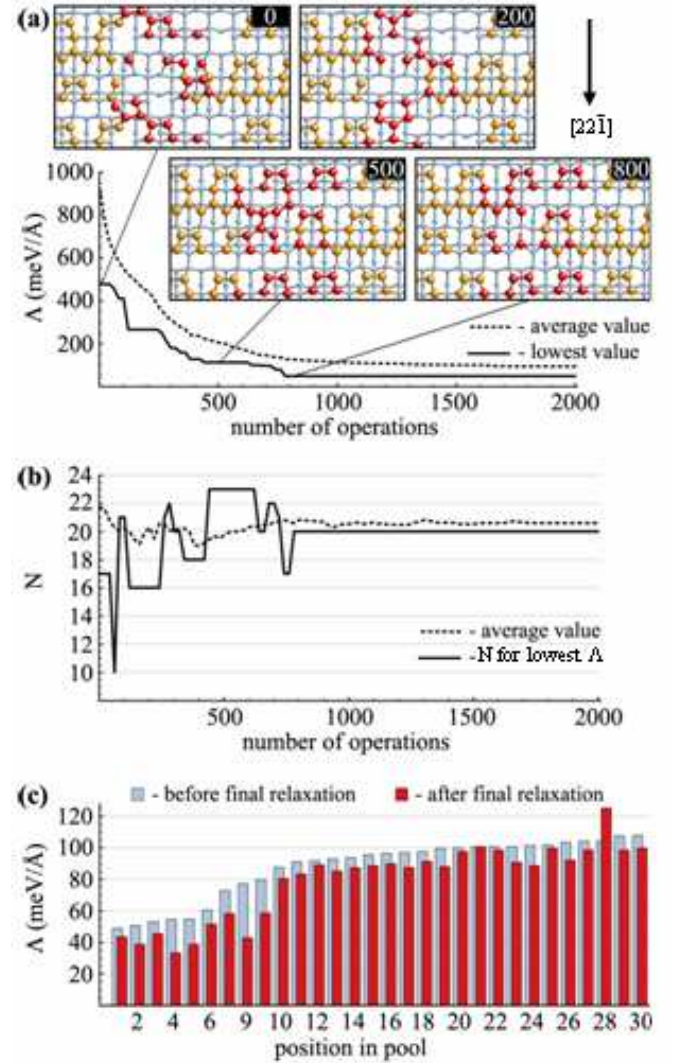 (a)
0
200
[221̄]
500
800
1000
800
600
400
200
Λ (meV/Å)
- average value
- lowest value
500 1000 1500 2000
number of operations
(b)
24
22
20
18
16
14
12
10
N
- average value
-N for lowest Λ
500 1000 1500 2000
number of operations
(c)
- before final relaxation - after final relaxation
120
100
80
60
40
20
Λ (meV/Å)
2 4 6 9 10 12 14 16 18 20 22 24 26 28 30
position in pool